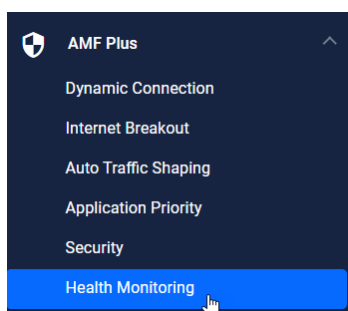 AMF Plus
Dynamic Connection
Internet Breakout
Auto Traffic Shaping
Application Priority
Security
Health Monitoring